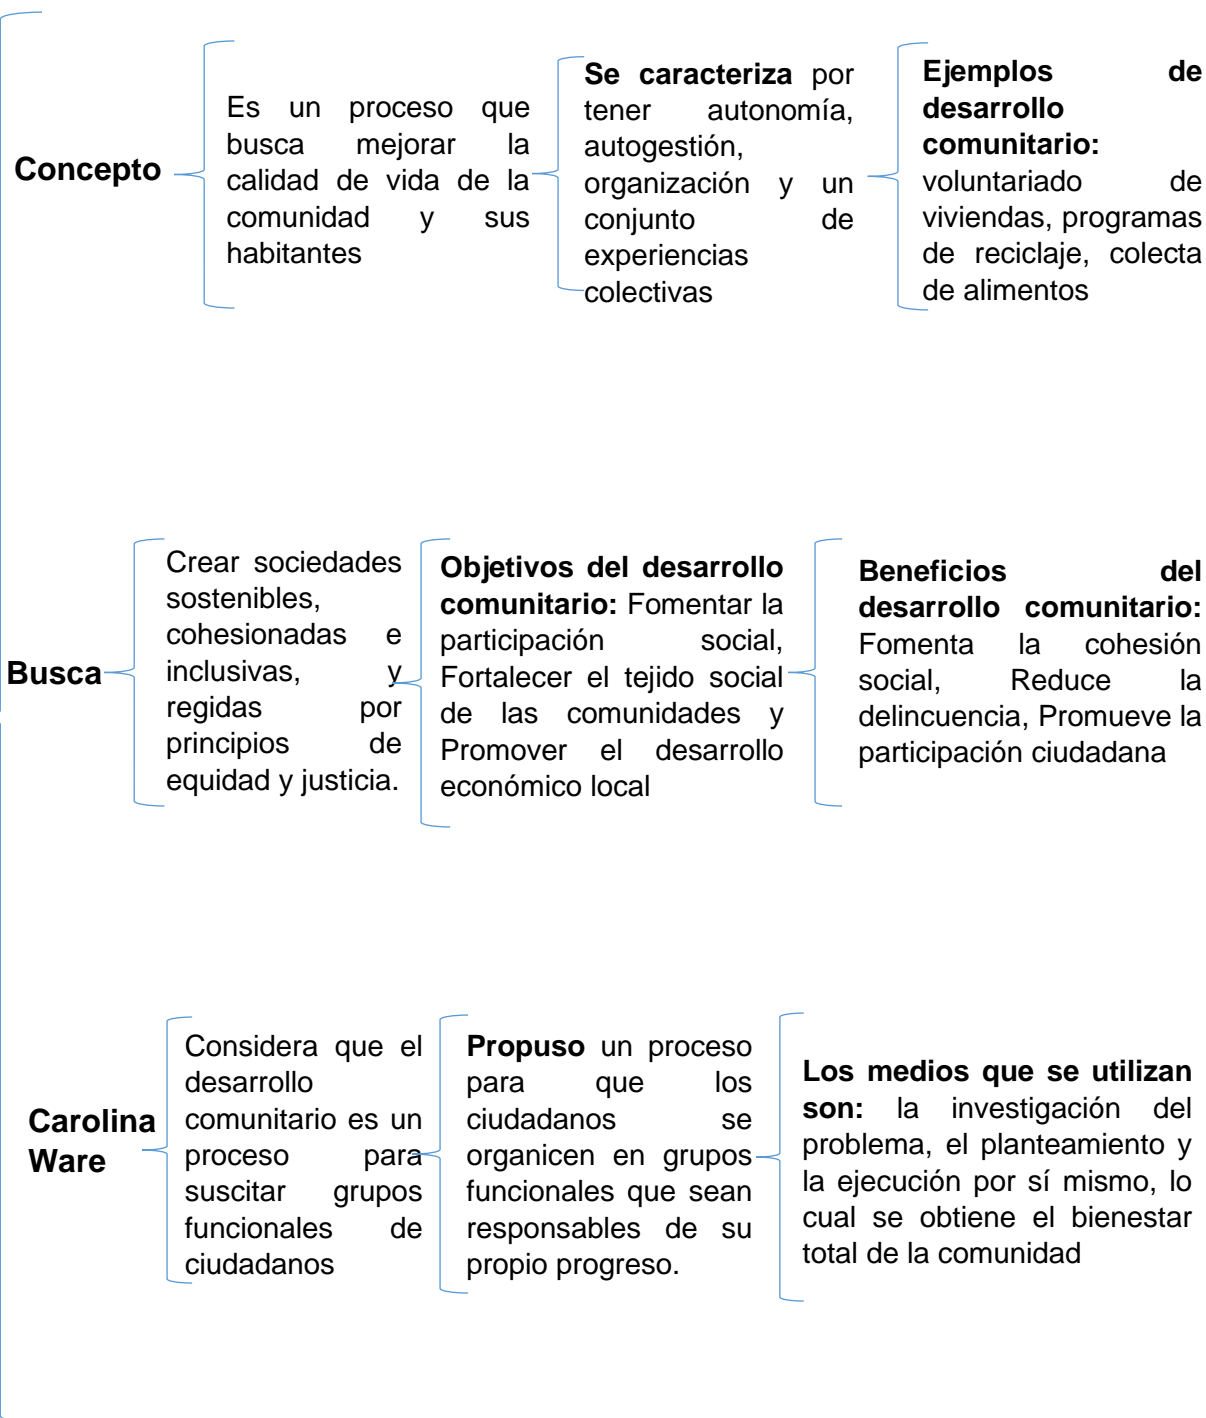 Concepto
Es un proceso que
busca mejorar la
calidad de vida de la
comunidad y sus
habitantes
Se caracteriza por
tener autonomía,
autogestión,
organización y un
conjunto de
experiencias
colectivas
Ejemplos de
desarrollo
comunitario:
voluntariado de
viviendas, programas
de reciclaje, colecta
de alimentos
Busca
Crear sociedades
sostenibles,
cohesionadas e
inclusivas, y
regidas por
principios de
equidad y justicia.
Objetivos del desarrollo
comunitario: Fomentar la
participación social,
Fortalecer el tejido social
de las comunidades y
Promover el desarrollo
económico local
Beneficios del
desarrollo comunitario:
Fomenta la cohesión
social, Reduce la
delincuencia, Promueve la
participación ciudadana
Carolina
Ware
Considera que el
desarrollo
comunitario es un
proceso para
suscitar grupos
funcionales de
ciudadanos
Propuso un proceso
para que los
ciudadanos se
organicen en grupos
funcionales que sean
responsables de su
propio progreso.
Los medios que se utilizan
son: la investigación del
problema, el planteamiento y
la ejecución por sí mismo, lo
cual se obtiene el bienestar
total de la comunidad